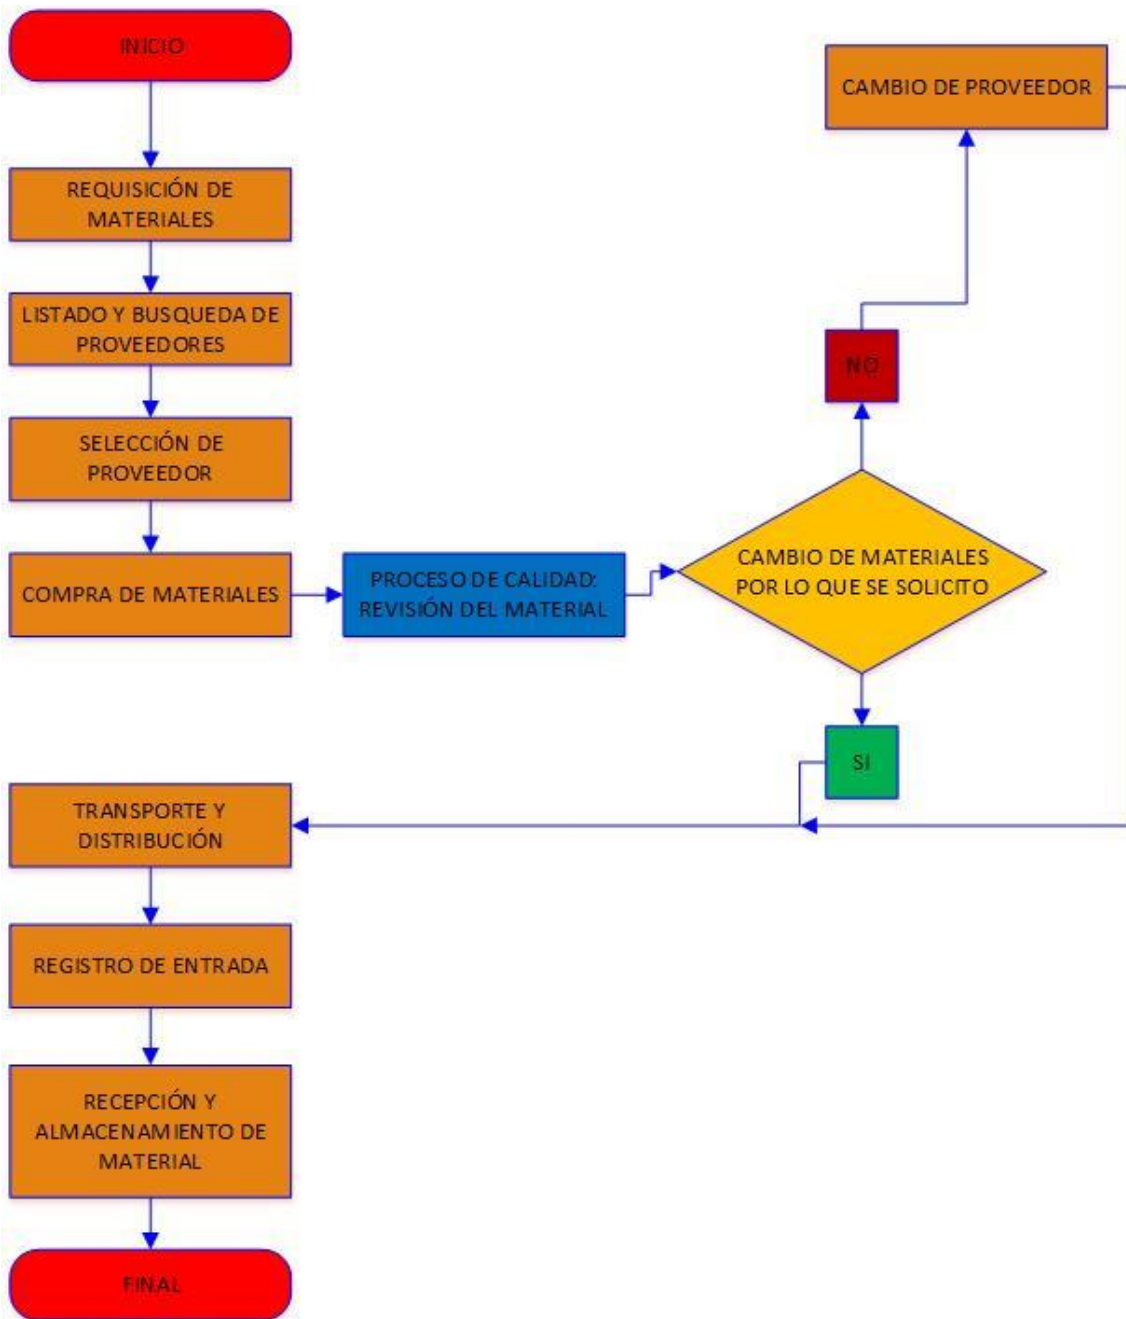 INICIO
REQUISICIÓN DE
MATERIALES
LISTADO Y BUSQUEDA DE
PROVEEDORES
SELECCIÓN DE
PROVEEDOR
COMPRA DE MATERIALES
PROCESO DE CALIDAD:
REVISIÓN DEL MATERIAL
CAMBIO DE MATERIALES
POR LO QUE SE SOLICITO
NO
CAMBIO DE PROVEEDOR
SI
TRANSPORTE Y
DISTRIBUCIÓN
REGISTRO DE ENTRADA
RECEPCIÓN Y
ALMACENAMIENTO DE
MATERIAL
FINAL